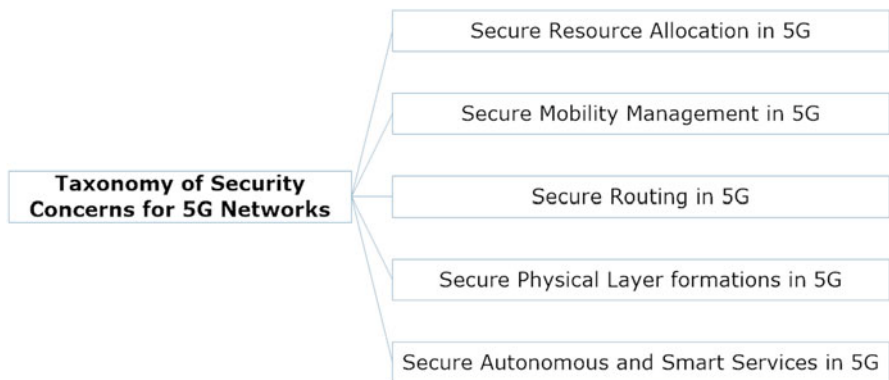 Secure Resource Allocation in 5G
Secure Mobility Management in 5G
Taxonomy of Security
Concerns for 5G Networks
Secure Routing in 5G
Secure Physical Layer formations in 5G
Secure Autonomous and Smart Services in 5G